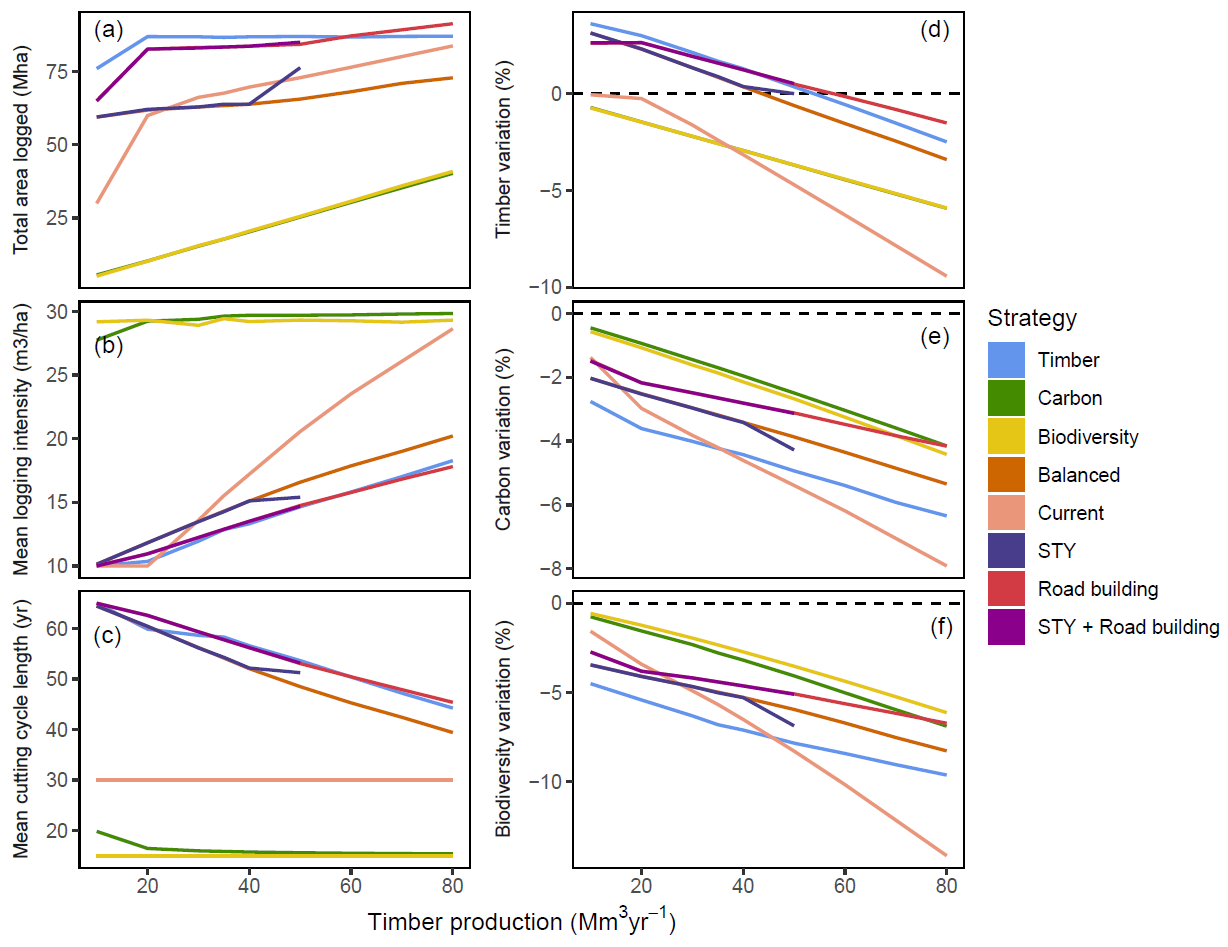 (a)
Total area logged (Mha)
75
50
25
(d)
Timber variation (%)
0
−5
−10
(b)
Mean logging intensity (m3/ha)
30
25
20
15
10
(e)
Carbon variation (%)
0
−2
−4
−6
−8
(c)
Mean cutting cycle length (yr)
60
50
40
30
20
20 40 60 80
(f)
Biodiversity variation (%)
0
−5
−10
20 40 60 80
Timber production (Mm³yr⁻¹)
Strategy
Timber
Carbon
Biodiversity
Balanced
Current
STY
Road building
STY + Road building